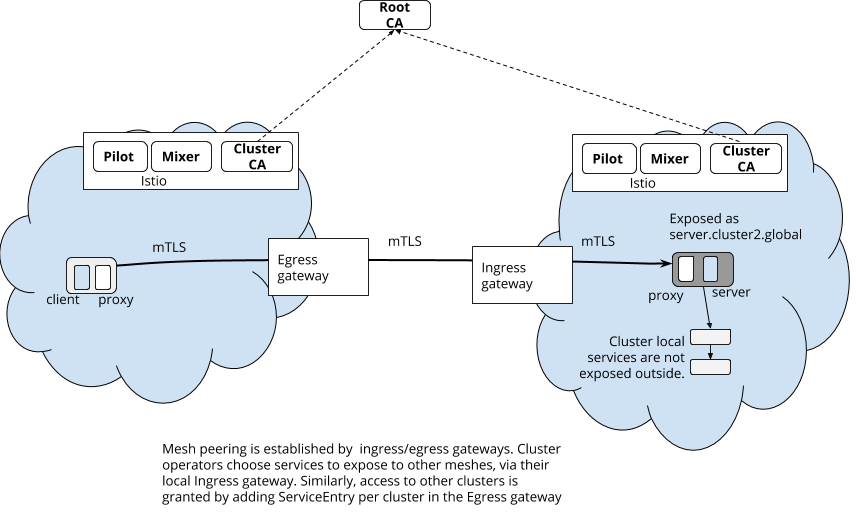 Root
CA
Pilot
Mixer
Cluster
CA
Istio
Pilot
Mixer
Cluster
CA
Istio
mTLS
mTLS
mTLS
Exposed as
server.cluster2.global
Egress
gateway
Ingress
gateway
client
proxy
proxy
server
Cluster local
services are not
exposed outside.
Mesh peering is established by  ingress/egress gateways. Cluster
operators choose services to expose to other meshes, via their
local Ingress gateway. Similarly, access to other clusters is
granted by adding ServiceEntry per cluster in the Egress gateway